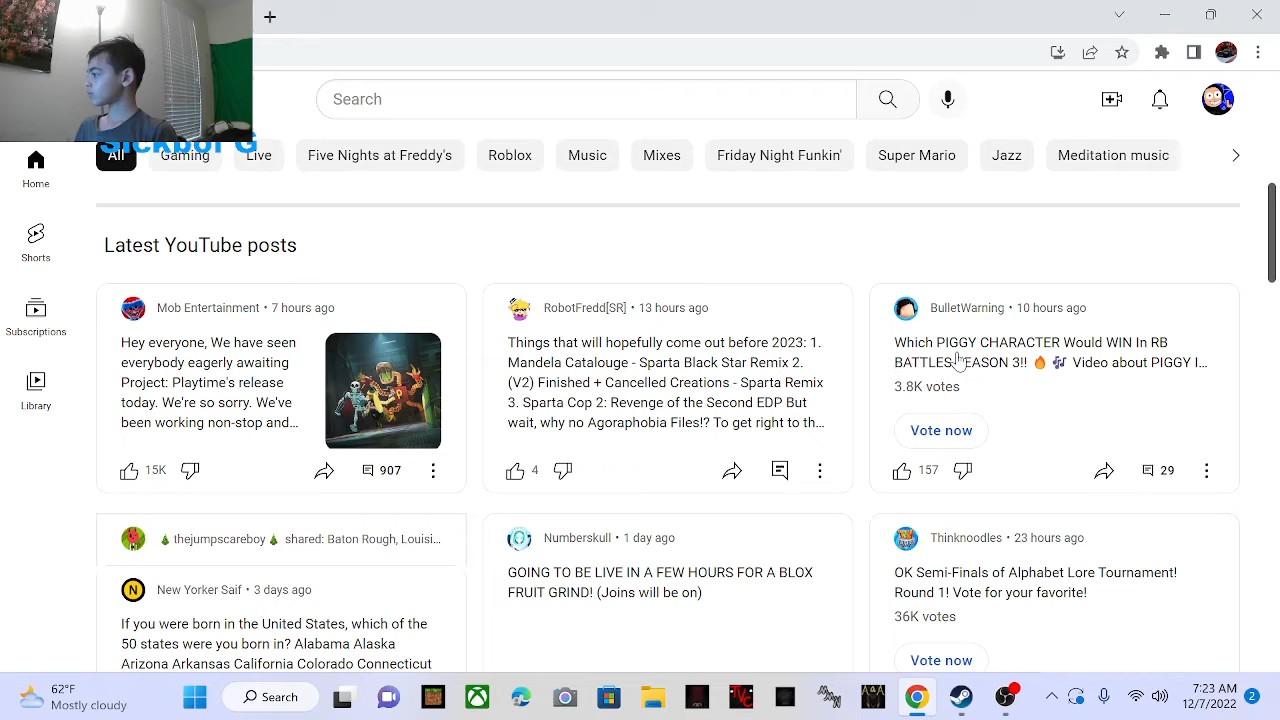 Search
Sickboi G
All
Gaming
Live
Five Nights at Freddy's
Roblox
Music
Mixes
Friday Night Funkin'
Super Mario
Jazz
Meditation music
Home
Shorts
Subscriptions
Library
Latest YouTube posts
Mob Entertainment • 7 hours ago
Hey everyone, We have seen
everybody eagerly awaiting
Project: Playtime's release
today. We're so sorry. We've
been working non-stop and...
15K
907
RobotFredd[SR] • 13 hours ago
Things that will hopefully come out before 2023: 1.
Mandela Catalouge - Sparta Black Star Remix 2.
(V2) Finished + Cancelled Creations - Sparta Remix
3. Sparta Cop 2: Revenge of the Second EDP But
wait, why no Agoraphobia Files!? To get right to th...
4
BulletWarning • 10 hours ago
Which PIGGY CHARACTER Would WIN In RB
BATTLES SEASON 3!! 🔥 🎶 Video about PIGGY I...
3.8K votes
Vote now
157
29
🎄 thejumpscareboy 🎄 shared: Baton Rough, Louisi...
N
New Yorker Saif • 3 days ago
If you were born in the United States, which of the
50 states were you born in? Alabama Alaska
Arizona Arkansas California Colorado Connecticut
Numberskull • 1 day ago
GOING TO BE LIVE IN A FEW HOURS FOR A BLOX
FRUIT GRIND! (Joins will be on)
Thinknoodles • 23 hours ago
OK Semi-Finals of Alphabet Lore Tournament!
Round 1! Vote for your favorite!
36K votes
Vote now
62°F
Mostly cloudy
Search
7:23 AM
12/7/2022
2